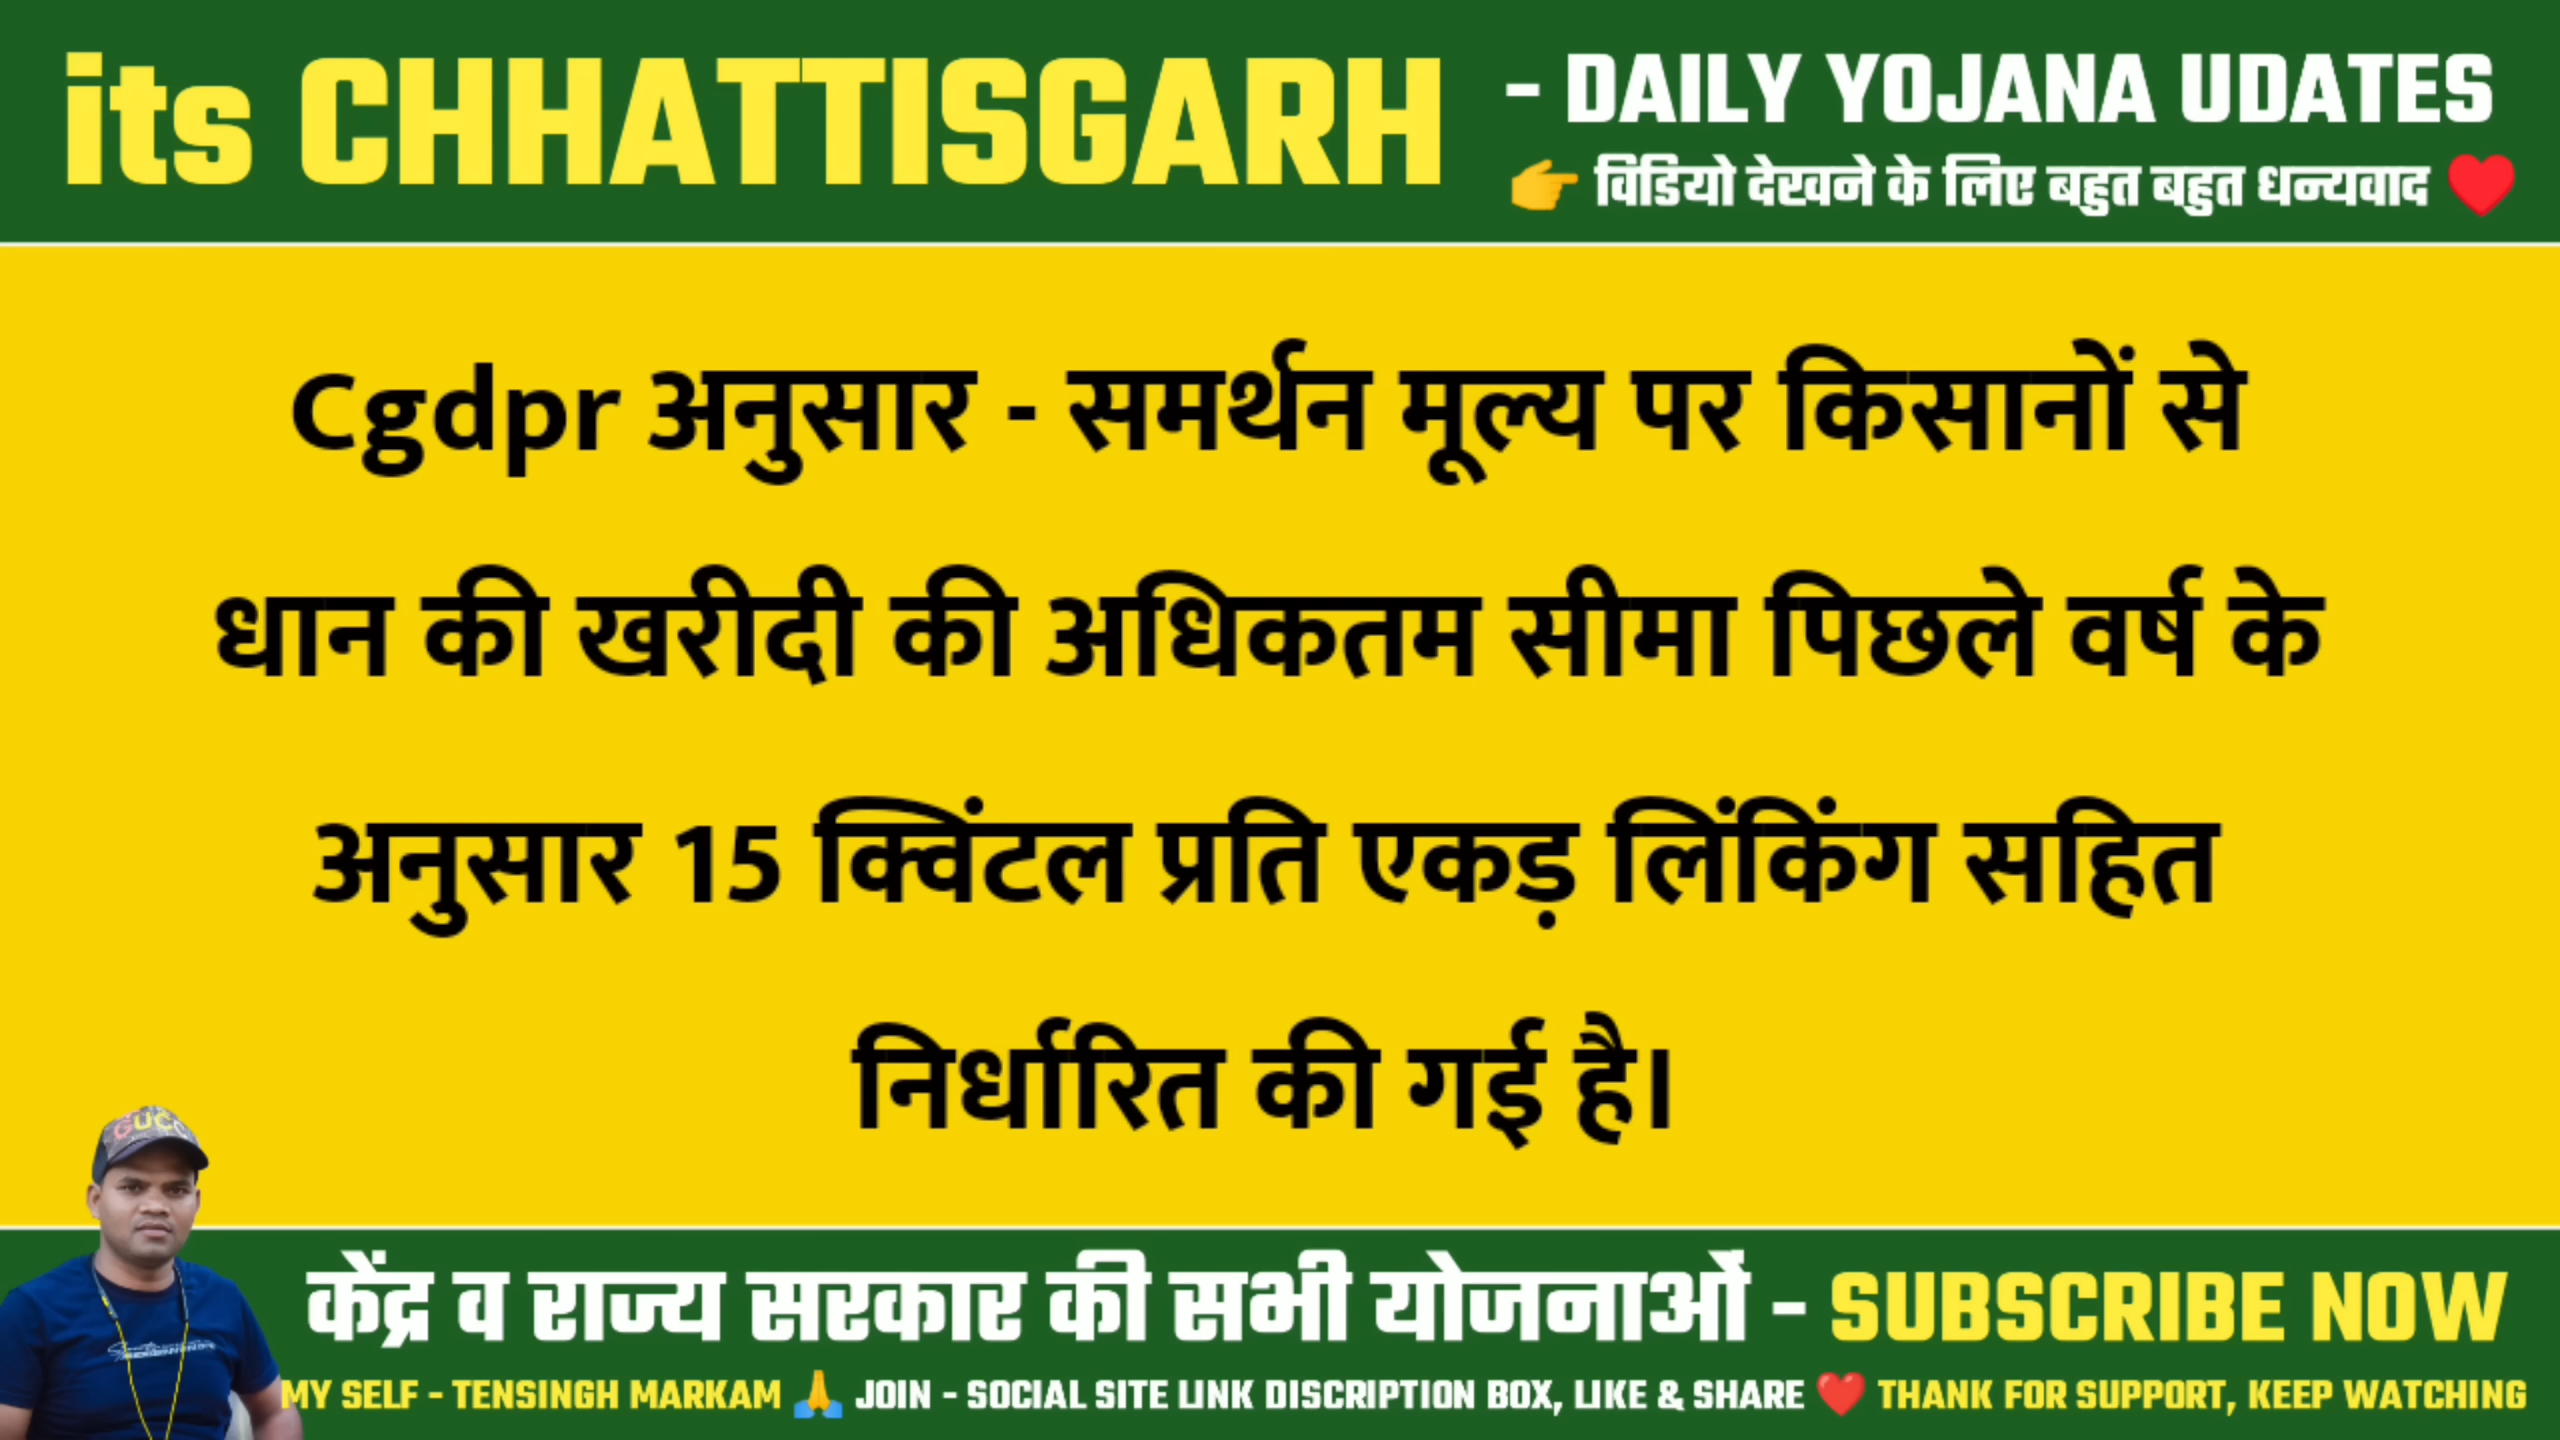 its CHHATTISGARH
- DAILY YOJANA UDATES
👉 विडियो देखने के लिए बहुत बहुत धन्यवाद ❤️
Cgdpr अनुसार - समर्थन मूल्य पर किसानों से
धान की खरीदी की अधिकतम सीमा पिछले वर्ष के
अनुसार 15 क्विंटल प्रति एकड़ लिंकिंग सहित
निर्धारित की गई है।
केंद्र व राज्य सरकार की सभी योजनाओं - SUBSCRIBE NOW
MY SELF - TENSINGH MARKAM 🙏 JOIN - SOCIAL SITE LINK DISCRIPTION BOX, LIKE & SHARE ❤️ THANK FOR SUPPORT, KEEP WATCHING